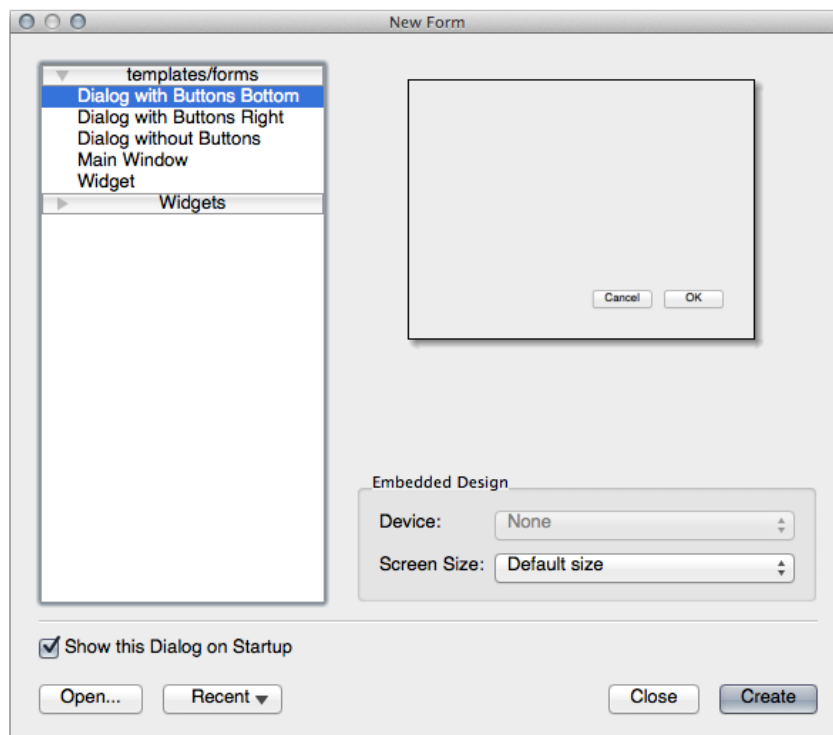 New Form
templates/forms
Dialog with Buttons Bottom
Dialog with Buttons Right
Dialog without Buttons
Main Window
Widget
Widgets
Cancel OK
Embedded Design
Device: None
Screen Size: Default size
Show this Dialog on Startup
Open... Recent Close Create